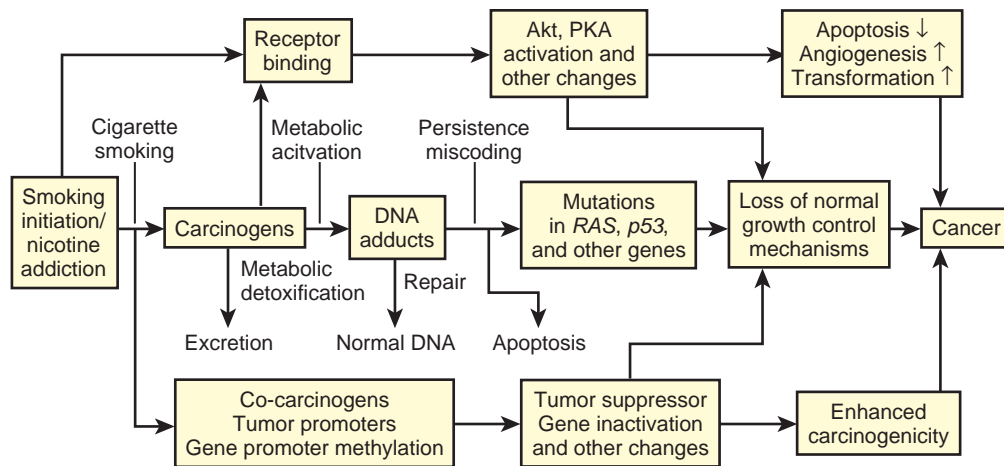 Receptor
binding
Akt, PKA
activation and
other changes
Apoptosis ↓
Angiogenesis ↑
Transformation ↑
Cigarette
smoking
Metabolic
acitvation
Persistence
miscoding
Smoking
initiation/
nicotine
addiction
Carcinogens
DNA
adducts
Mutations
in RAS, p53,
and other genes
Loss of normal
growth control
mechanisms
Cancer
Metabolic
detoxification
Repair
Excretion
Normal DNA
Apoptosis
Co-carcinogens
Tumor promoters
Gene promoter methylation
Tumor suppressor
Gene inactivation
and other changes
Enhanced
carcinogenicity